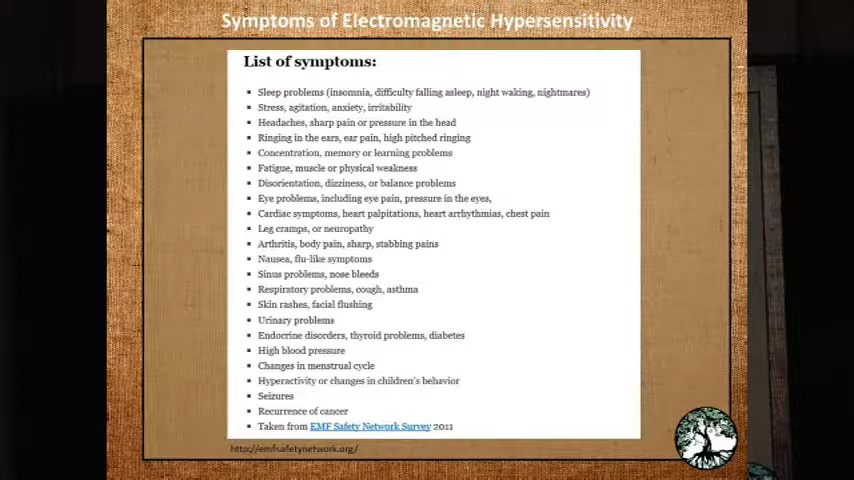 Symptoms of Electromagnetic Hypersensitivity
List of symptoms:
Sleep problems (insomnia, difficulty falling asleep, night waking, nightmares)
Stress, agitation, anxiety, irritability
Headaches, sharp pain or pressure in the head
Ringing in the ears, ear pain, high pitched ringing
Concentration, memory or learning problems
Fatigue, muscle or physical weakness
Disorientation, dizziness, or balance problems
Eye problems, including eye pain, pressure in the eyes,
Cardiac symptoms, heart palpitations, heart arrhythmias, chest pain
Leg cramps, or neuropathy
Arthritis, body pain, sharp, stabbing pains
Nausea, flu-like symptoms
Sinus problems, nose bleeds
Respiratory problems, cough, asthma
Skin rashes, facial flushing
Urinary problems
Endocrine disorders, thyroid problems, diabetes
High blood pressure
Changes in menstrual cycle
Hyperactivity or changes in children's behavior
Seizures
Recurrence of cancer
Taken from EMF Safety Network Survey 2011
http://emfsafetynetwork.org/